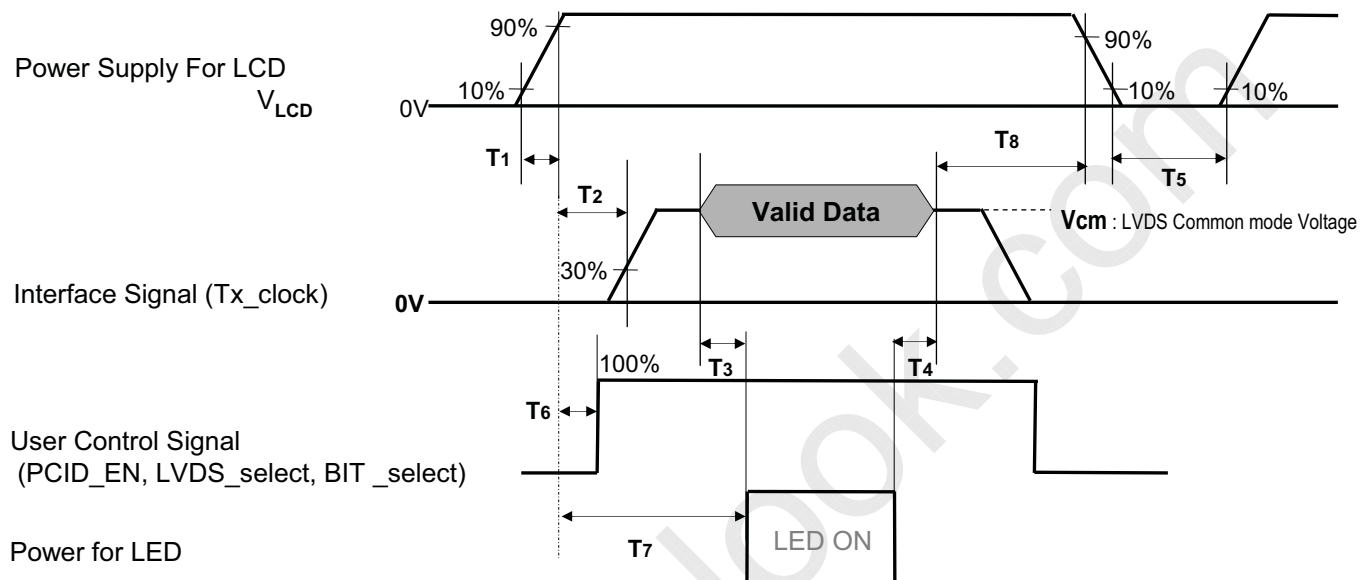 90%
90%
Power Supply For LCD
VLCD
10%
10%
10%
0V
T1
T8
T5
T2
Valid Data
Vcm : LVDS Common mode Voltage
30%
Interface Signal (Tx_clock)
0V
T3
T4
100%
T6
User Control Signal
(PCID_EN, LVDS_select, BIT _select)
T7
LED ON
Power for LED
look.com